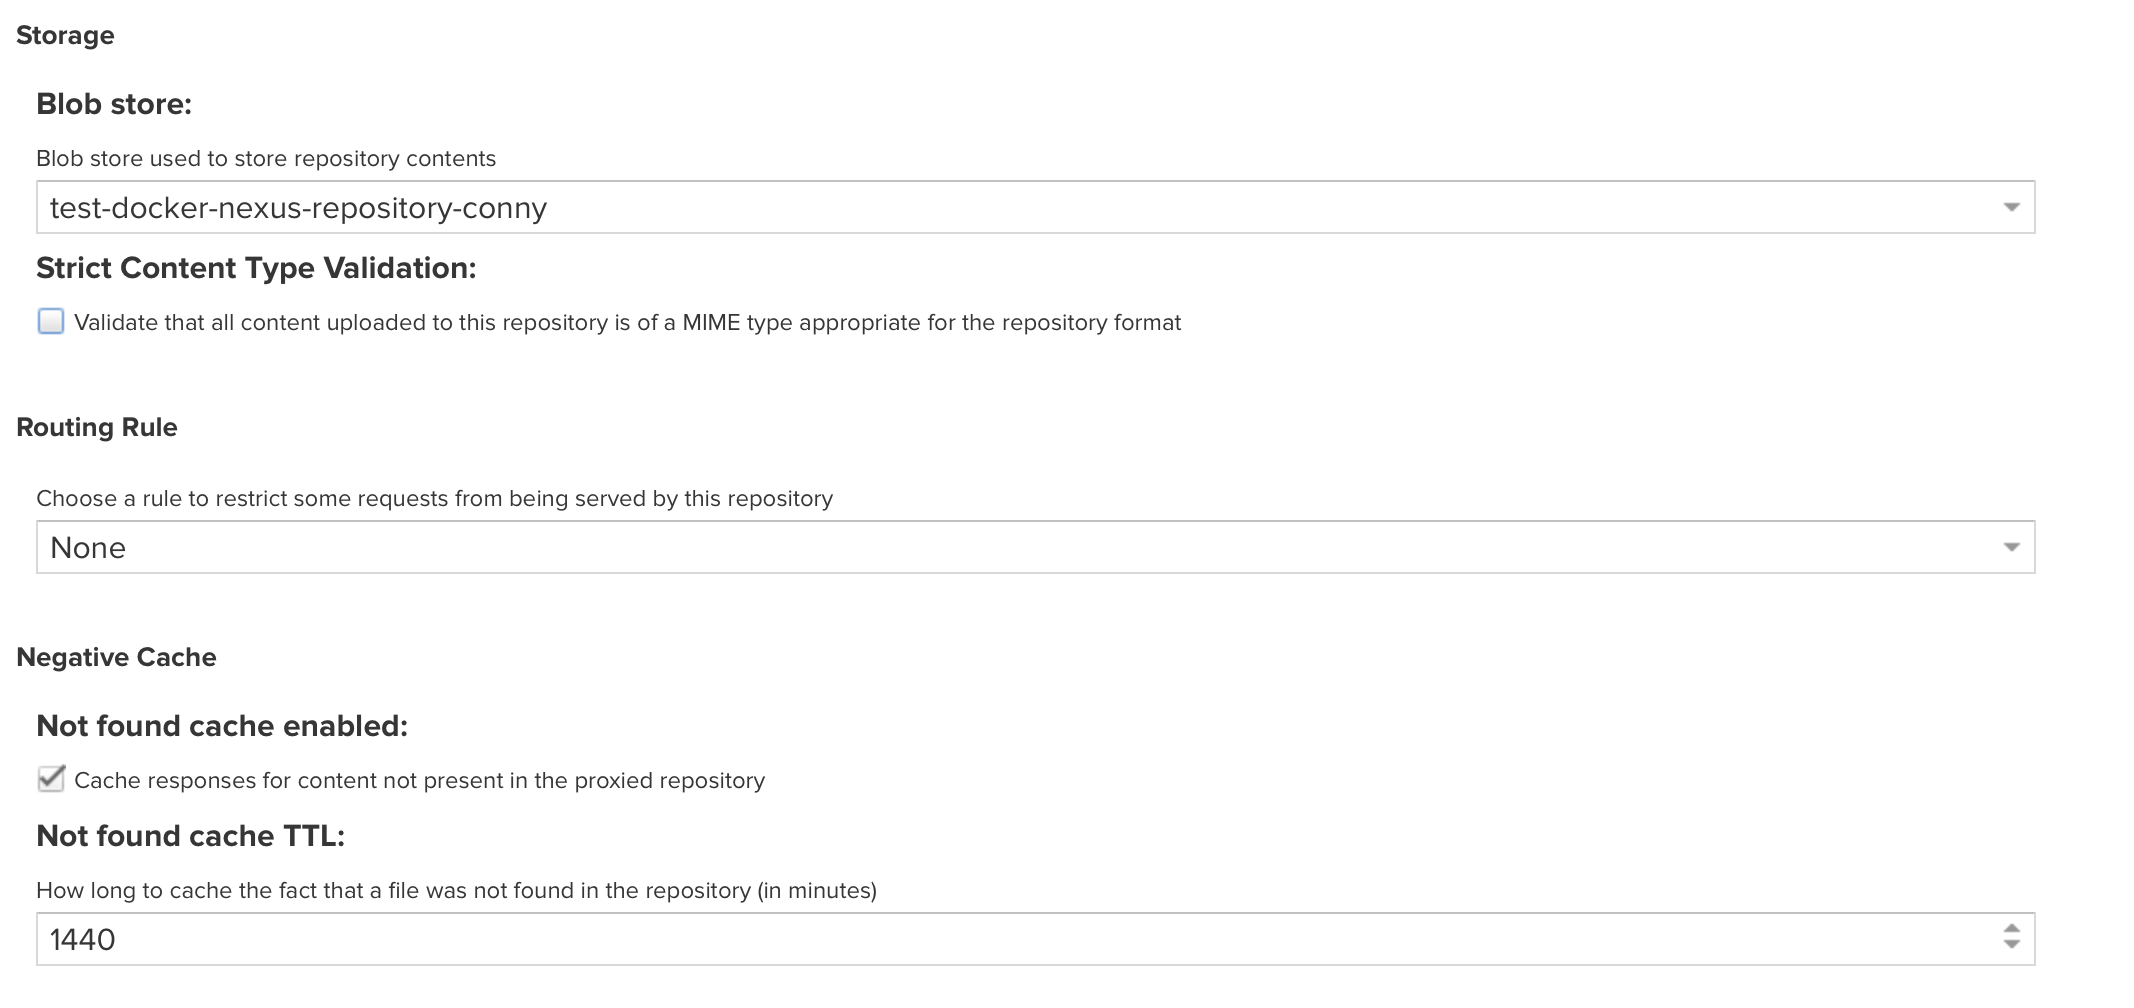 Storage
Blob store:
Blob store used to store repository contents
test-docker-nexus-repository-conny
Strict Content Type Validation:
Validate that all content uploaded to this repository is of a MIME type appropriate for the repository format
Routing Rule
Choose a rule to restrict some requests from being served by this repository
None
Negative Cache
Not found cache enabled:
Cache responses for content not present in the proxied repository
Not found cache TTL:
How long to cache the fact that a file was not found in the repository (in minutes)
1440